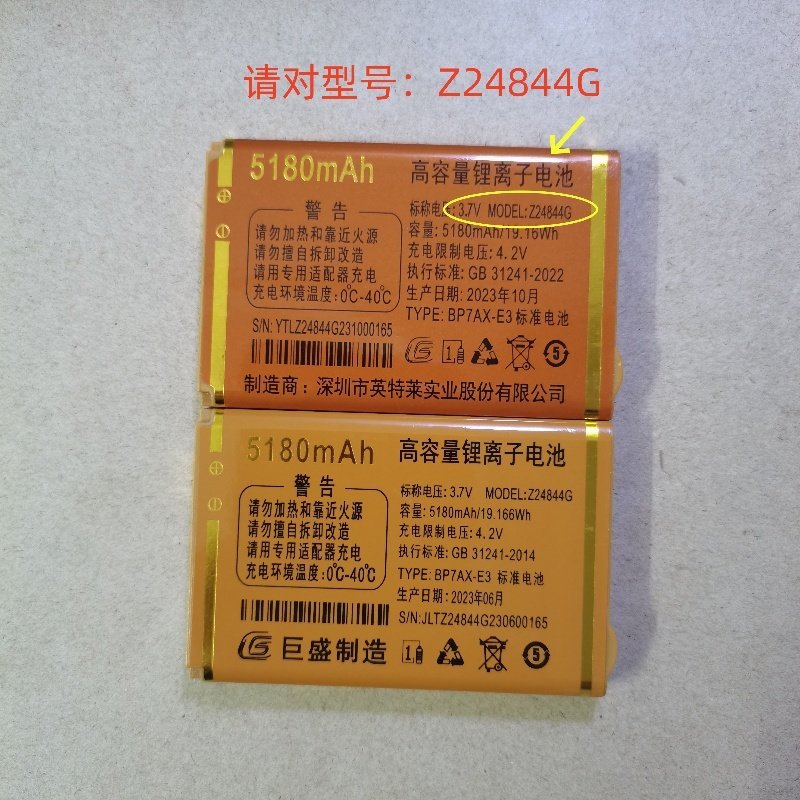 请对型号：Z24844G
5180mAh
高容量锂离子电池
警告
请勿加热和靠近火源
请勿擅自拆卸改造
请用专用适配器充电
充电环境温度:0℃-40℃
标称电压: 3.7V MODEL:Z24844G
容量: 5180mAh/19.16Wh
充电限制电压: 4.2V
执行标准: GB 31241-2022
生产日期: 2023年10月
TYPE: BP7AX-E3 标准电池
S/N: YTLZ24844G231000165
1
5
制造商：深圳市英特莱实业股份有限公司
5180mAh
高容量锂离子电池
警告
请勿加热和靠近火源
请勿擅自拆卸改造
请用专用适配器充电
充电环境温度:0℃-40℃
标称电压: 3.7V MODEL:Z24844G
容量: 5180mAh/19.166Wh
充电限制电压: 4.2V
执行标准: GB 31241-2014
TYPE: BP7AX-E3 标准电池
生产日期: 2023年06月
S/N:JLTZ24844G230600165
巨盛制造
1
5